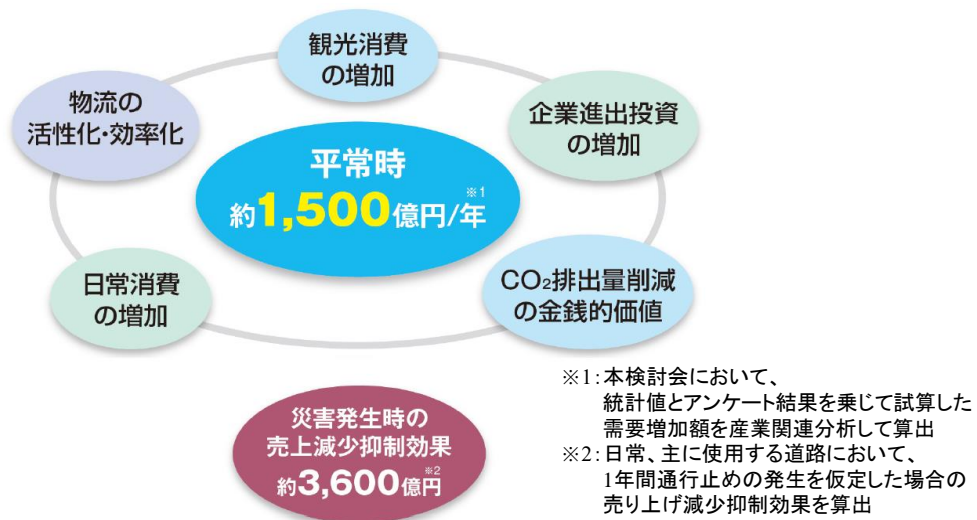 観光消費
の増加
物流の
活性化・効率化
企業進出投資
の増加
平常時
約1,500億円/年※1
日常消費
の増加
CO₂排出量削減
の金銭的価値
災害発生時の
売上減少抑制効果
約3,600億円※2
※1：本検討会において、
統計値とアンケート結果を乗じて試算した
需要増加額を産業関連分析して算出
※2：日常、主に使用する道路において、
1年間通行止めの発生を仮定した場合の
売り上げ減少抑制効果を算出